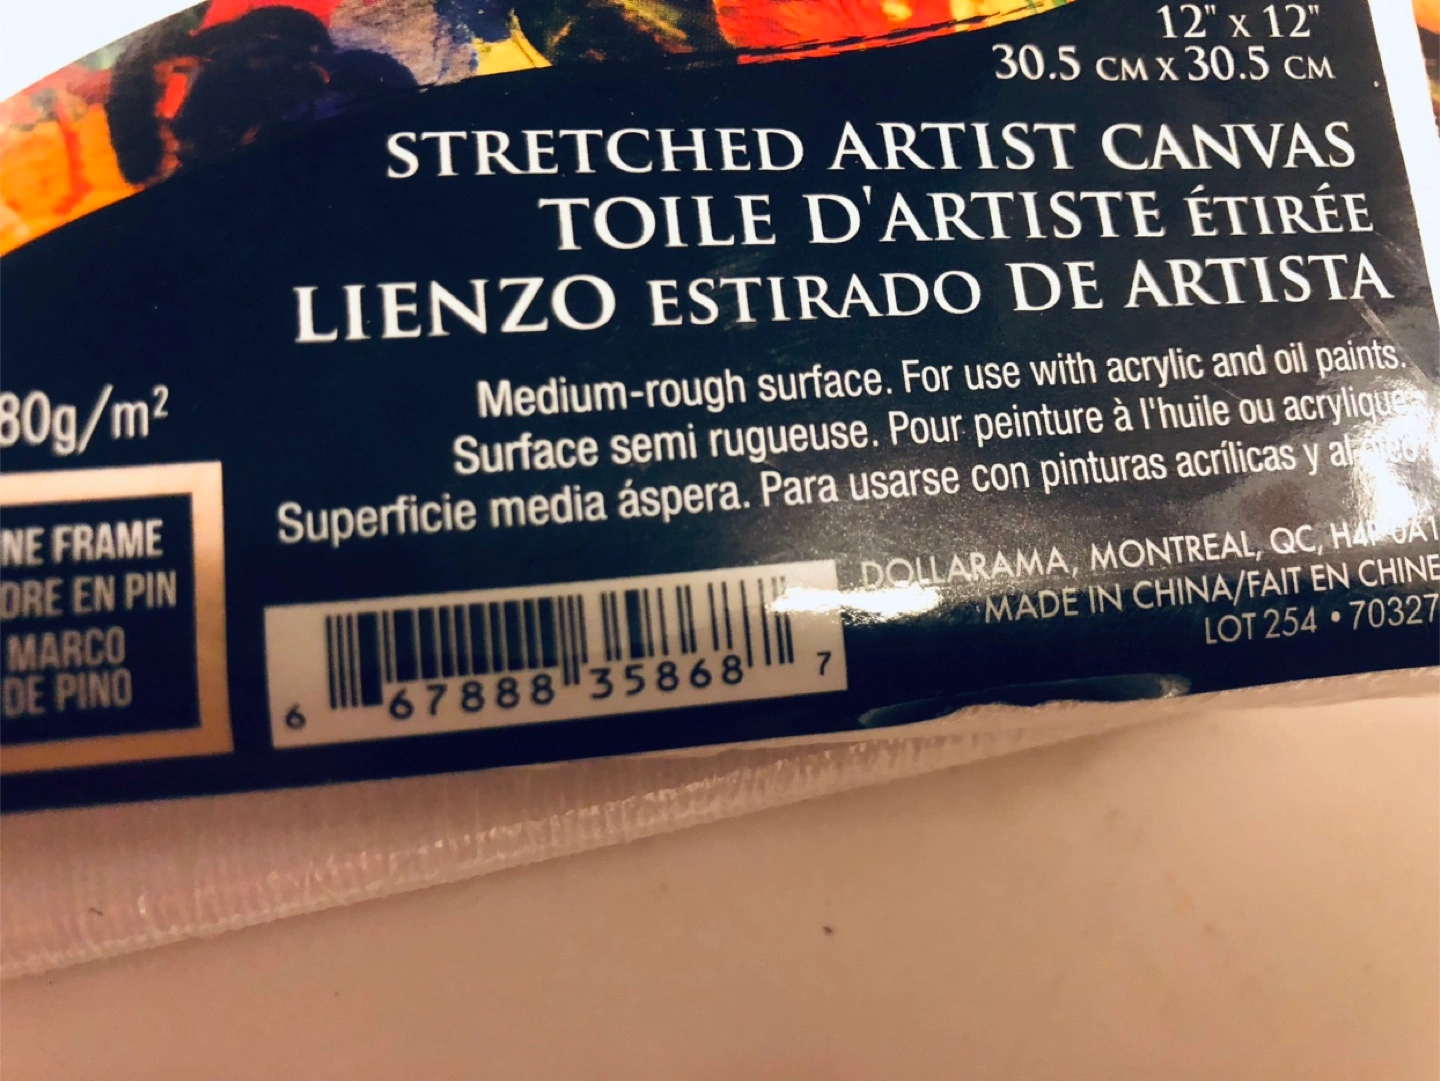 12" x 12"
30.5 CM X 30.5 CM
STRETCHED ARTIST CANVAS
TOILE D'ARTISTE ÉTIRÉE
LIENZO ESTIRADO DE ARTISTA
80g/m²
Medium-rough surface. For use with acrylic and oil paints.
Surface semi rugueuse. Pour peinture à l'huile ou acrylique.
Superficie media áspera. Para usarse con pinturas acrílicas y
NE FRAME
DRE EN PIN
MARCO
DE PINO
DOLLARAMA, MONTREAL, QC,
MADE IN CHINA/FAIT EN CHINE
LOT 254 • 70327
6 67888 35868 7